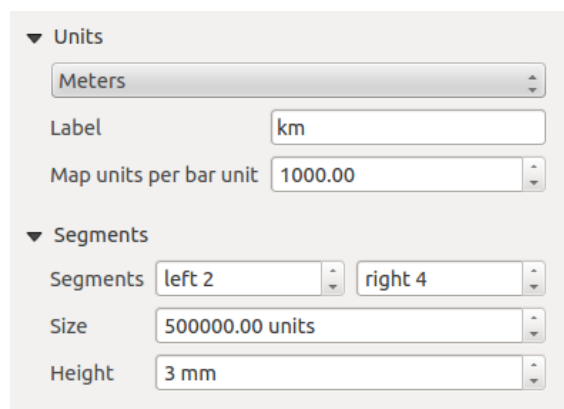 Units
Meters
Label km
Map units per bar unit 1000.00
Segments
Segments left 2 right 4
Size 500000.00 units
Height 3 mm